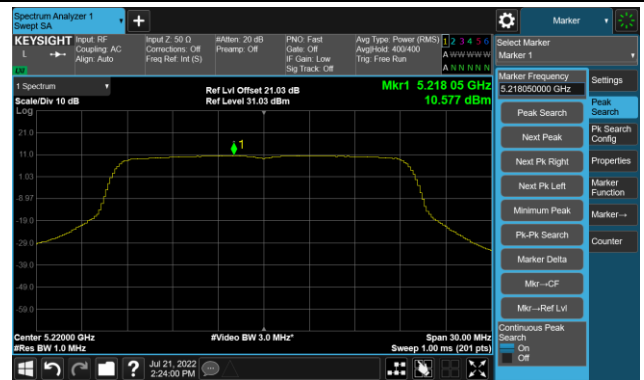 Spectrum Analyzer 1
Swept SA
+
Marker
KEYSIGHT
L
LW
Input: RF
Coupling: AC
Align: Auto
Input Z: 50 Ω
Corrections: Off
Freq Ref: Int (S)
#Atten: 20 dB
Preamp: Off
PNO: Fast
Gate: Off
IF Gain: Low
Sig Track: Off
Avg Type: Power (RMS)
Avg|Hold: 400/400
Trig: Free Run
1 2 3 4 5 6
A W W W W W
A N N N N N
Select Marker
Marker 1
1 Spectrum
Scale/Div 10 dB
Log
Ref Lvl Offset 21.03 dB
Ref Level 31.03 dBm
Mkr1 5.218 05 GHz
10.577 dBm
21.0
11.0
1.03
-8.97
-19.0
-29.0
-39.0
-49.0
-59.0
1
Center 5.22000 GHz
#Res BW 1.0 MHz
#Video BW 3.0 MHz*
Span 30.00 MHz
Sweep 1.00 ms (201 pts)
Marker Frequency
5.218050000 GHz
Peak Search
Next Peak
Next Pk Right
Next Pk Left
Minimum Peak
Pk-Pk Search
Marker Delta
Mkr→CF
Mkr→Ref Lvl
Continuous Peak
Search
On
Off
Settings
Peak
Search
Pk Search
Config
Properties
Marker
Function
Marker→
Counter
?
Jul 21, 2022
2:24:00 PM